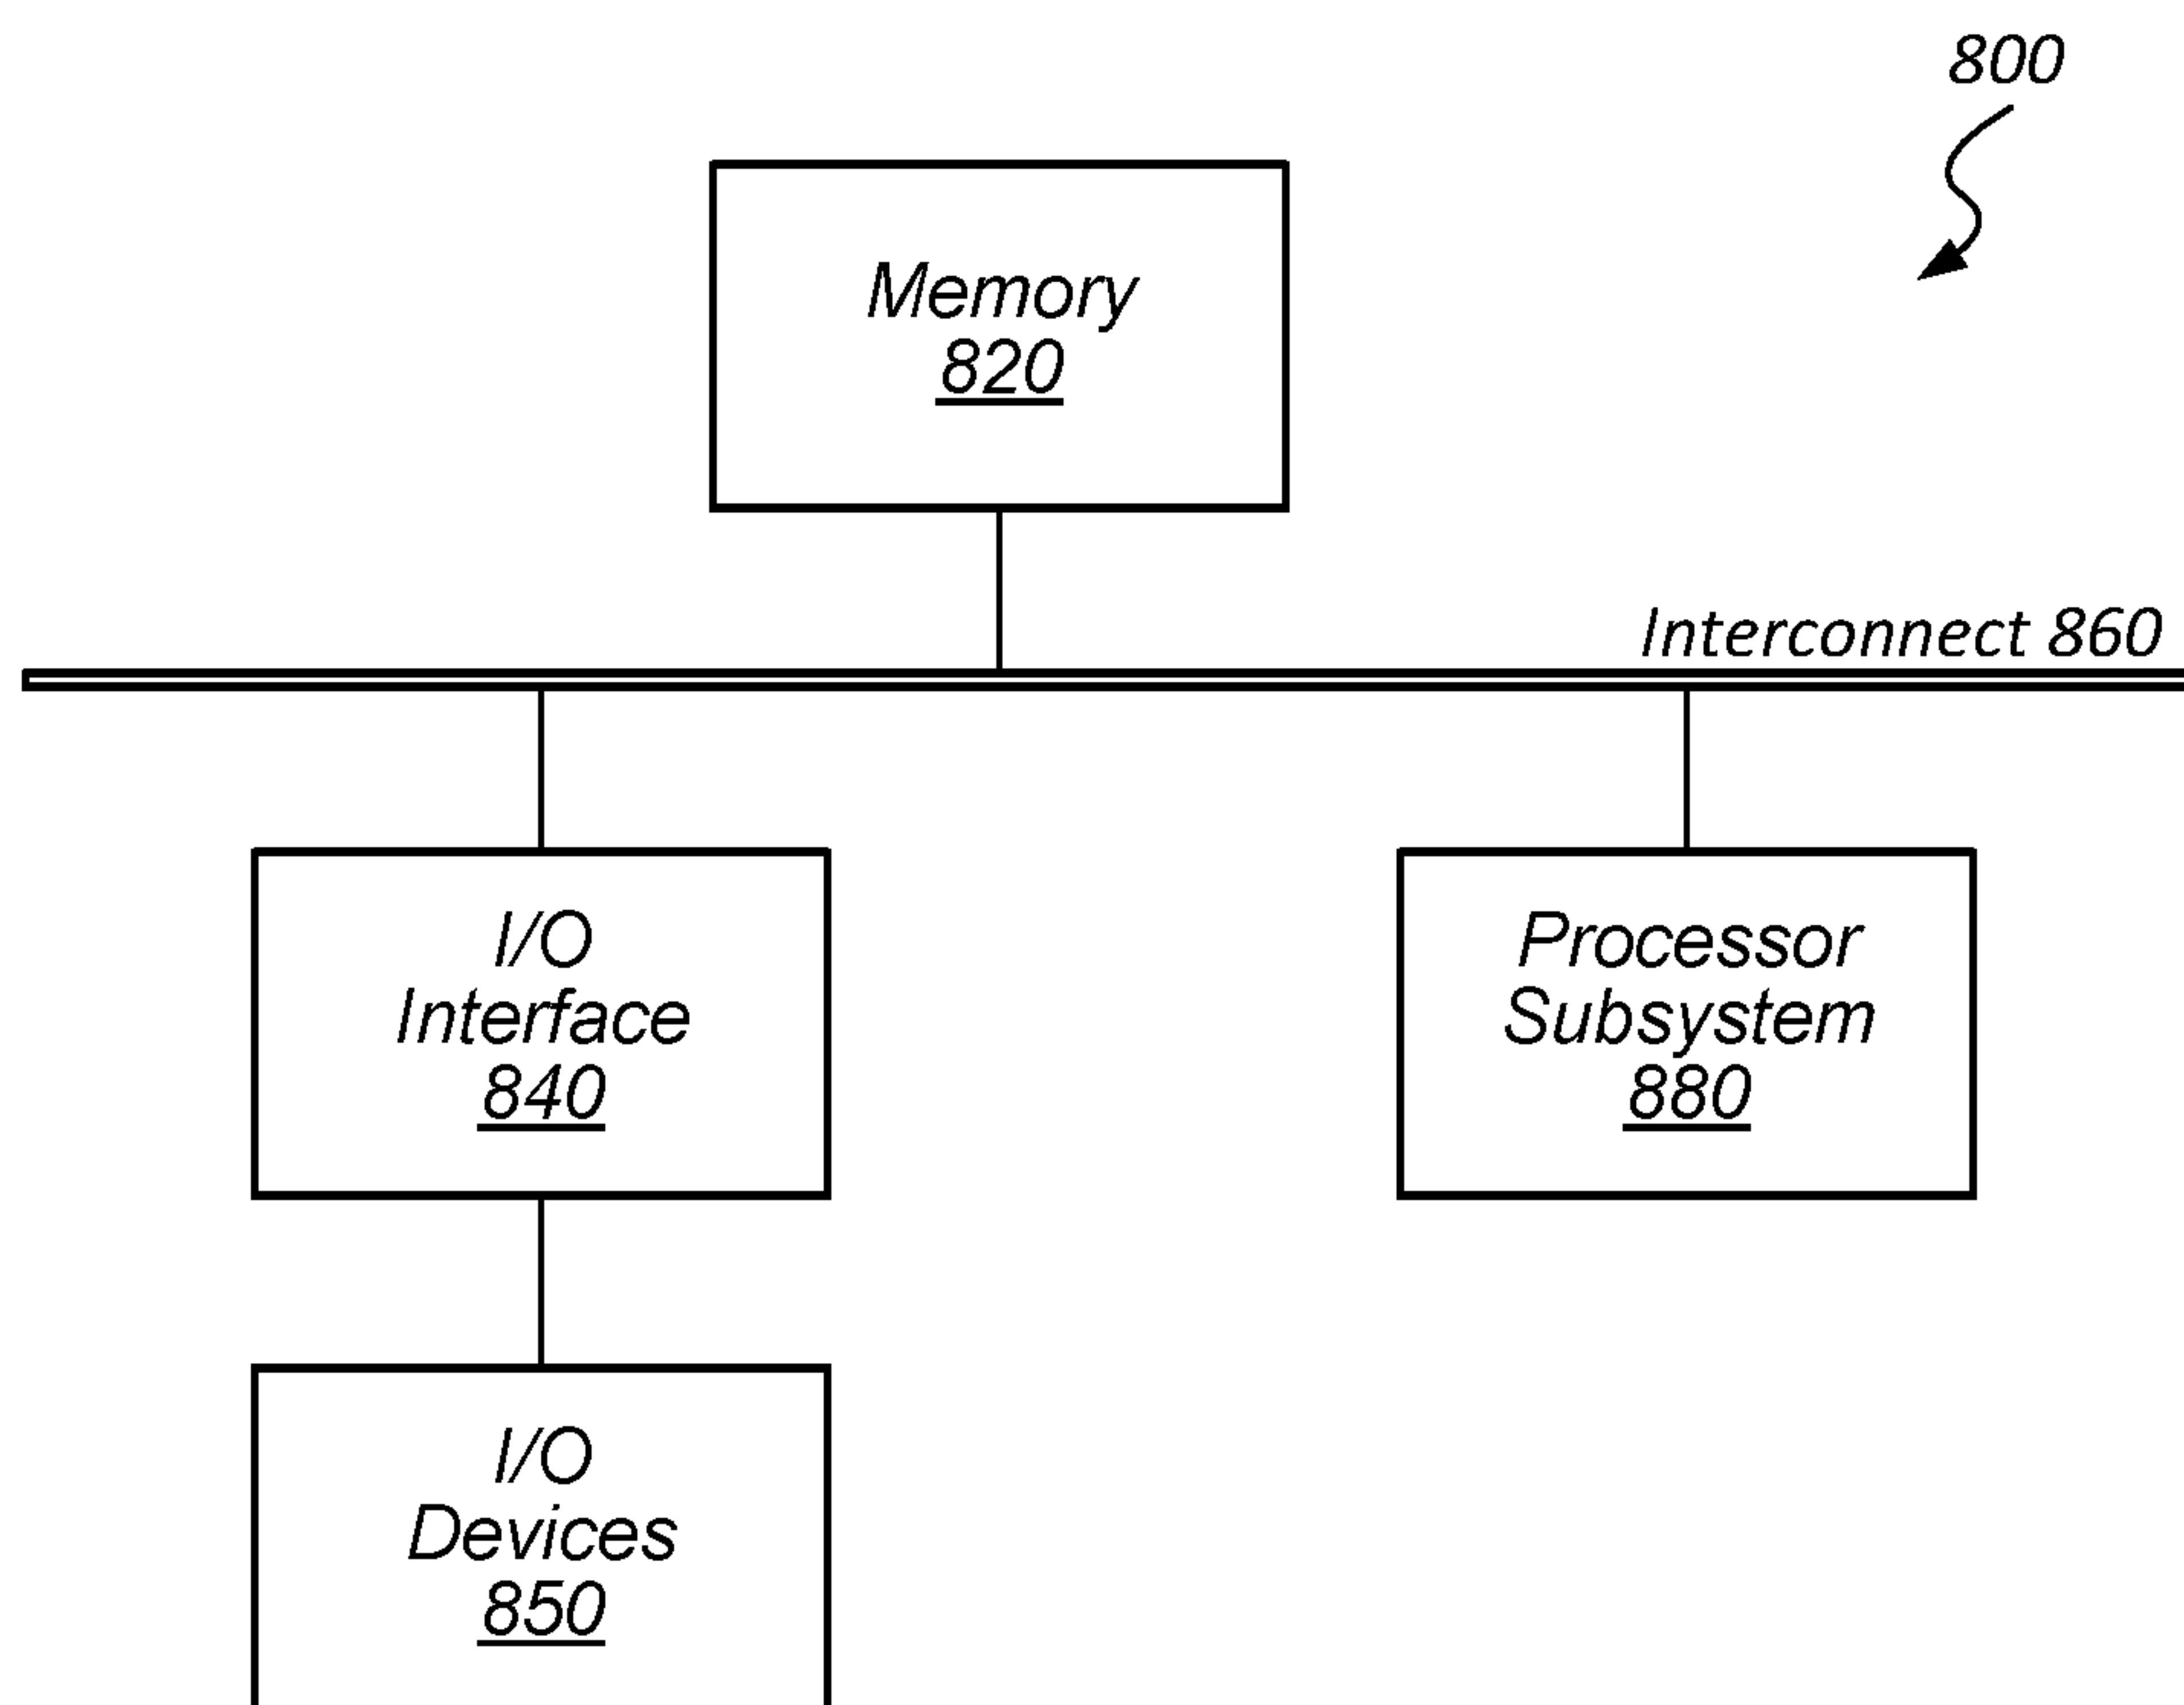 800
Memory
820
Interconnect 860
I/O
Interface
840
Processor
Subsystem
880
I/O
Devices
850